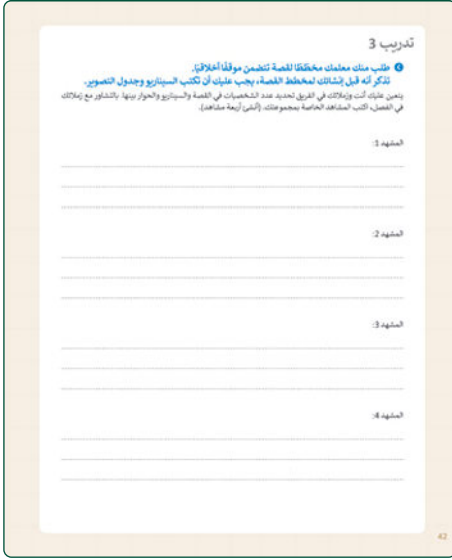 تدريب 3
طلب منك معلمك مخططًا لقصة تتضمن موقفًا أخلاقيًا.
تذكر أنه قبل إنشائك لمخطط القصة، يجب عليك أن تكتب السيناريو وجدول التصوير.
يتعين عليك أنت وزملائك في الفريق تحديد عدد الشخصيات في القصة والسيناريو والحوار بينها. بالتشاور مع زملائك
في الفصل، اكتب المشاهد الخاصة بمجموعتك. (أنشئ أربعة مشاهد).
المشهد 1:
المشهد 2:
المشهد 3:
المشهد 4:
42